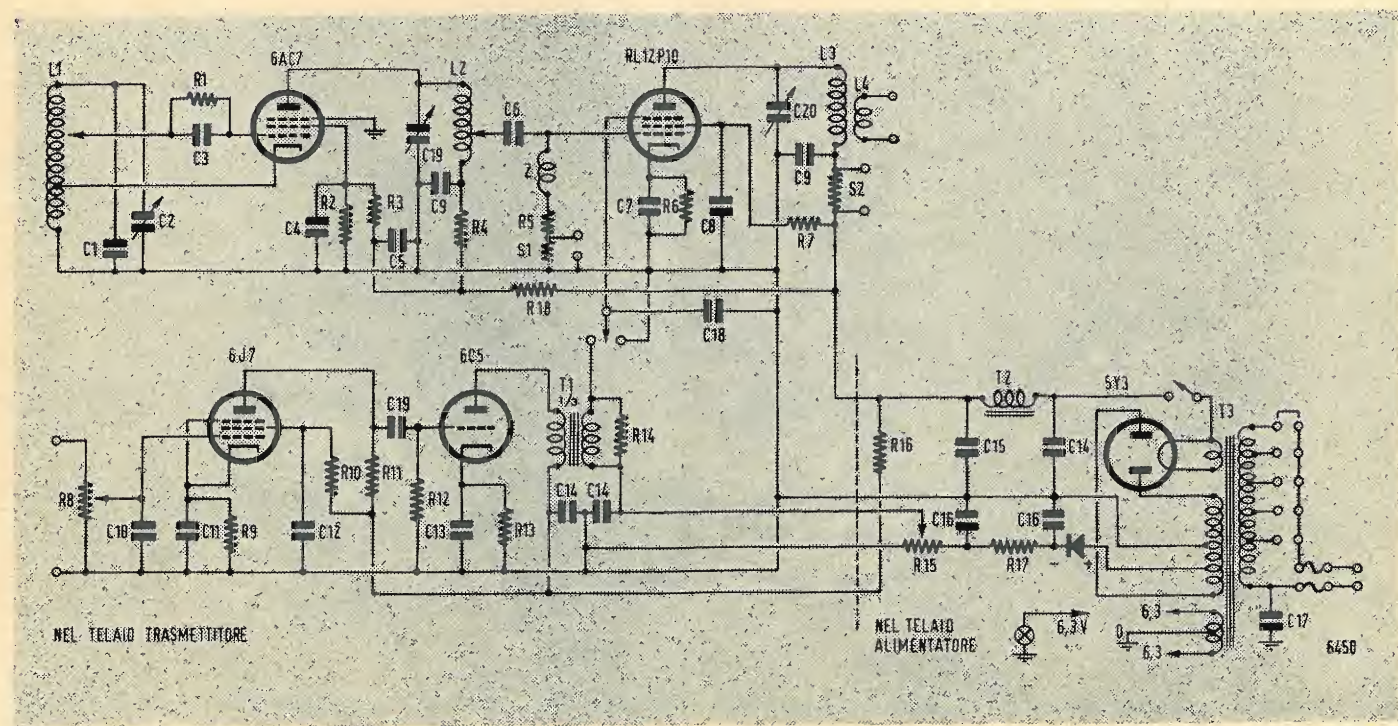 6AC7
RL12P10
L1
R1
L2
L3
L4
C6
C20
C3
C19
Z
C9
C9
S2
R2
R3
R5
C7
R6
C2
C4
R4
C8
C1
C5
S1
R7
R18
C18
6J7
6C5
T1
1/3
T2
5Y3
T3
C19
R14
R16
C15
C14
R8
R10
R11
R12
C10
C11
R9
C12
C13
R13
C14
C14
C16
C16
R15
R17
-
+
NEL TELAIO TRASMETTITORE
NEL TELAIO
ALIMENTATORE
6,3V
6,3
0
6,3
C17
6450